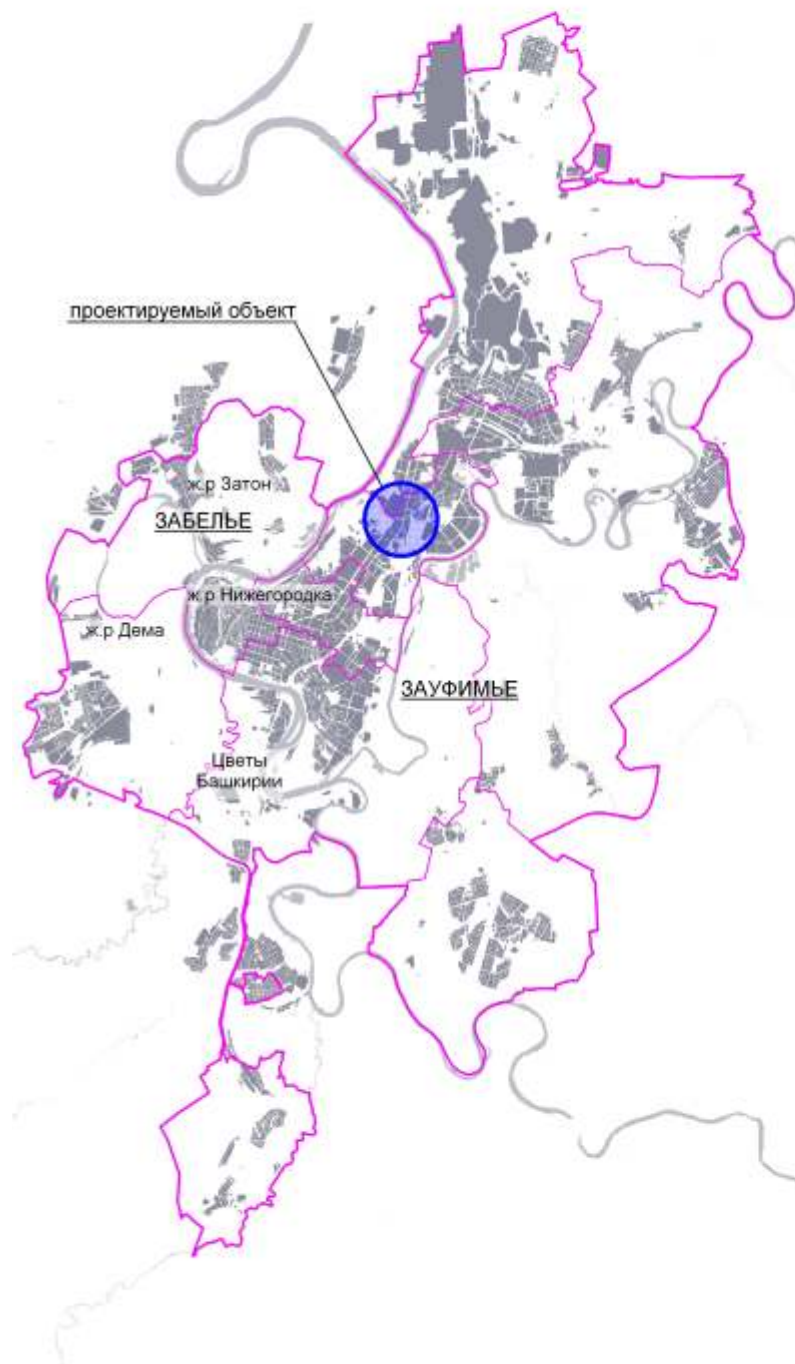 проектируемый объект
ж.р Затон
ЗАБЕЛЬЕ
ж.р Нижегородка
ж.р Дема
ЗАУФИМЬЕ
Цветы
Башкирии